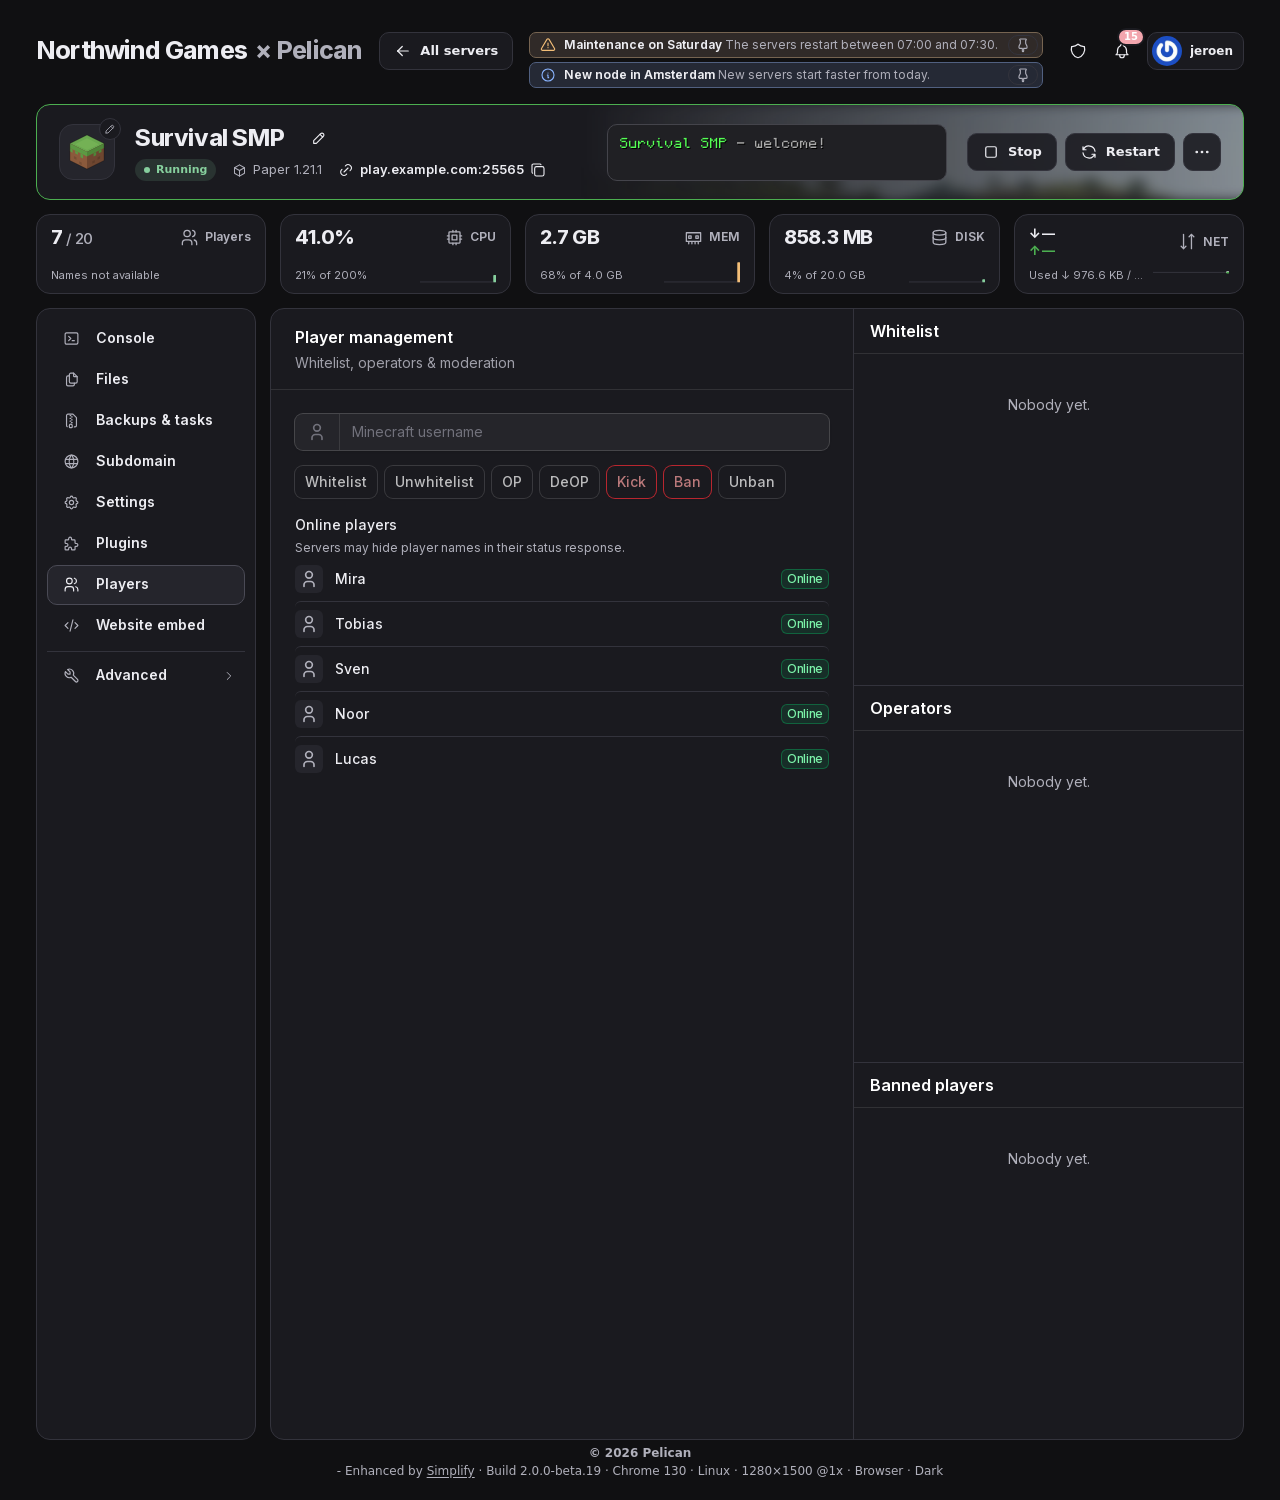 Northwind Games × Pelican
All servers
Maintenance on Saturday The servers restart between 07:00 and 07:30.
New node in Amsterdam New servers start faster from today.
15
jeroen
Survival SMP
Running
Paper 1.21.1
play.example.com:25565
Survival SMP - welcome!
Stop
Restart
7 / 20
Players
Names not available
41.0%
CPU
21% of 200%
2.7 GB
MEM
68% of 4.0 GB
858.3 MB
DISK
4% of 20.0 GB
↓—
↑—
NET
Used ↓ 976.6 KB / ...
Console
Files
Backups & tasks
Subdomain
Settings
Plugins
Players
Website embed
Advanced
Player management
Whitelist, operators & moderation
Minecraft username
Whitelist
Unwhitelist
OP
DeOP
Kick
Ban
Unban
Online players
Servers may hide player names in their status response.
Mira
Online
Tobias
Online
Sven
Online
Noor
Online
Lucas
Online
Whitelist
Nobody yet.
Operators
Nobody yet.
Banned players
Nobody yet.
© 2026 Pelican
- Enhanced by Simplify · Build 2.0.0-beta.19 · Chrome 130 · Linux · 1280×1500 @1x · Browser · Dark